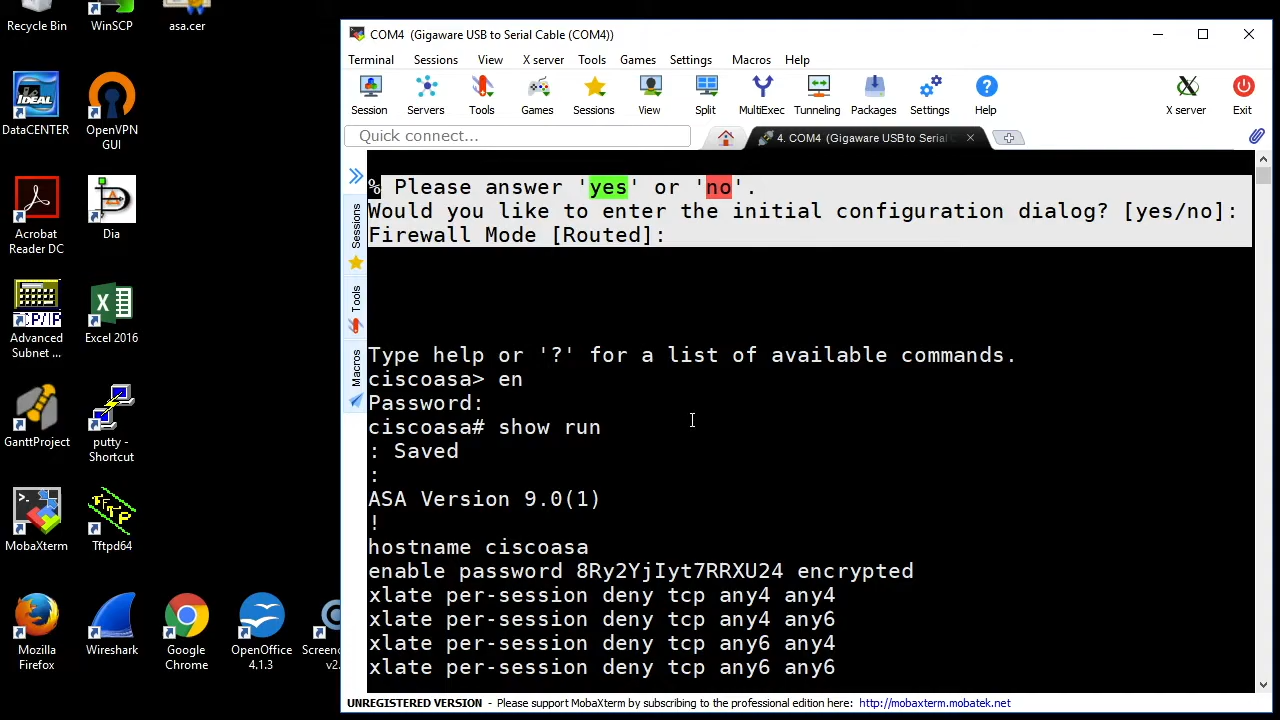 Recycle Bin
WinSCP
asa.cer
DataCENTER
OpenVPN
GUI
Acrobat
Reader DC
Dia
Advanced
Subnet ...
Excel 2016
GanttProject
putty -
Shortcut
MobaXterm
Tftpd64
Mozilla
Firefox
Wireshark
Google
Chrome
OpenOffice
4.1.3
COM4 (Gigaware USB to Serial Cable (COM4))
Terminal Sessions View X server Tools Games Settings Macros Help
Session Servers Tools Games Sessions View Split MultiExec Tunneling Packages Settings Help X server Exit
Quick connect...
4. COM4 (Gigaware USB to Serial
Sessions
Tools
Macros
% Please answer 'yes' or 'no'.
Would you like to enter the initial configuration dialog? [yes/no]:
Firewall Mode [Routed]:
Type help or '?' for a list of available commands.
ciscoasa> en
Password:
ciscoasa# show run
: Saved
:
ASA Version 9.0(1)
!
hostname ciscoasa
enable password 8Ry2YjIyt7RRXU24 encrypted
xlate per-session deny tcp any4 any4
xlate per-session deny tcp any4 any6
xlate per-session deny tcp any6 any4
xlate per-session deny tcp any6 any6
UNREGISTERED VERSION - Please support MobaXterm by subscribing to the professional edition here: http://mobaxterm.mobatek.net